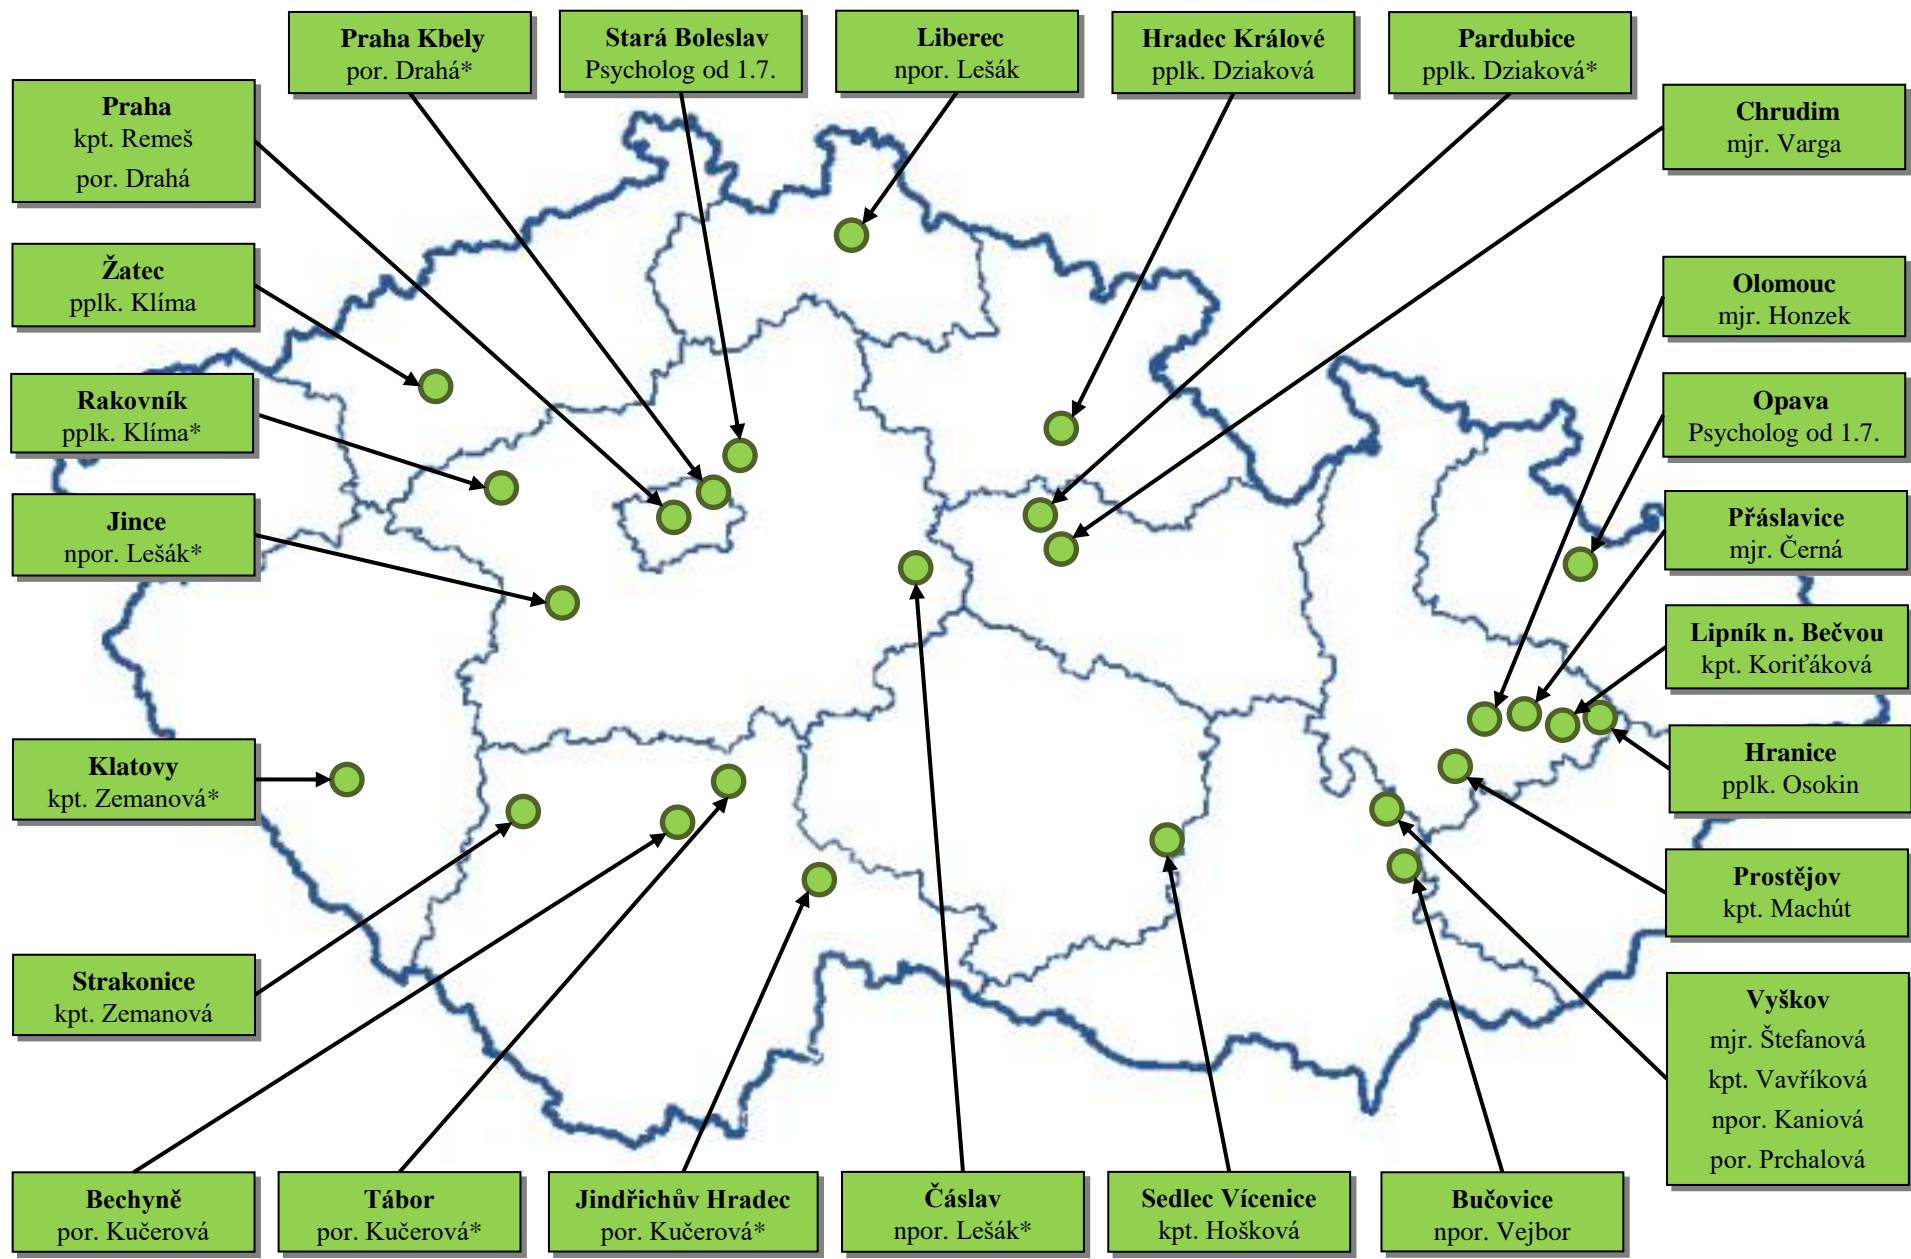 Praha Kbely
por. Drahá*
Stará Boleslav
Psycholog od 1.7.
Liberec
npor. Lešák
Hradec Králové
pplk. Dziaková
Pardubice
pplk. Dziaková*
Praha
kpt. Remeš
por. Drahá
Chrudim
mjr. Varga
Žatec
pplk. Klíma
Olomouc
mjr. Honzek
Rakovník
pplk. Klíma*
Opava
Psycholog od 1.7.
Jince
npor. Lešák*
Přáslavice
mjr. Černá
Lipník n. Bečvou
kpt. Koriťáková
Klatovy
kpt. Zemanová*
Hranice
pplk. Osokin
Prostějov
kpt. Machút
Strakonice
kpt. Zemanová
Vyškov
mjr. Štefanová
kpt. Vavříková
npor. Kaniová
por. Prchalová
Bechyně
por. Kučerová
Tábor
por. Kučerová*
Jindřichův Hradec
por. Kučerová*
Čáslav
npor. Lešák*
Sedlec Vícenice
kpt. Hošková
Bučovice
npor. Vejbor